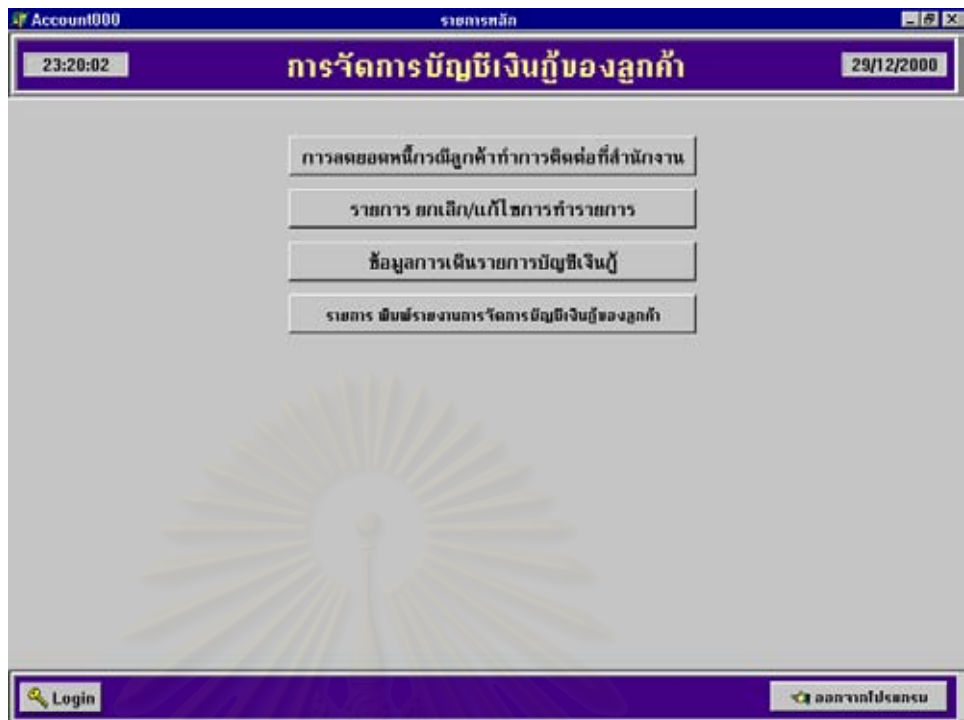 Account000 รายการหลัก
23:20:02 การจัดการบัญชีเงินกู้ของลูกค้า 29/12/2000
การลดยอดหนี้กรณีลูกค้าทำการติดต่อที่สำนักงาน
รายการ ยกเลิก/แก้ไขการทำรายการ
ข้อมูลการเดินรายการบัญชีเงินกู้
รายการ พิมพ์รายงานการจัดการบัญชีเงินกู้ของลูกค้า
Login ออกจากโปรแกรม